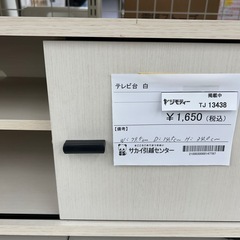 テレビ台 白
ジモティー
掲載中
TJ 13438
￥1,650(税込)
【備考】
サカイ引越センター